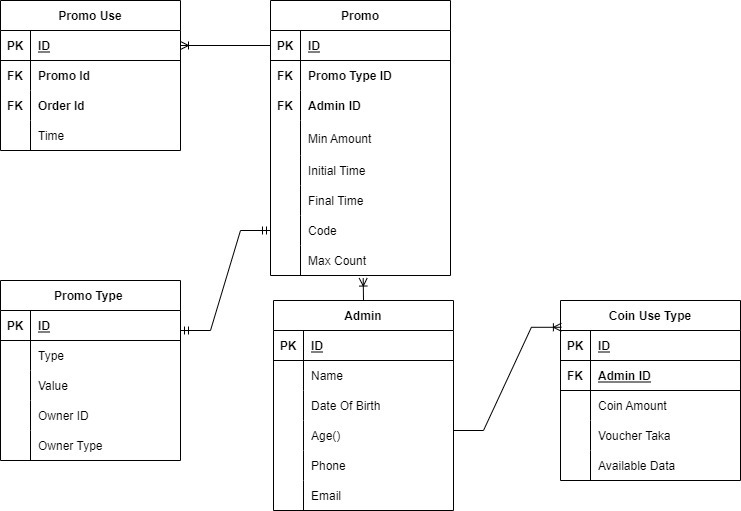 Promo Use
PK ID
FK Promo Id
FK Order Id
Time
Promo
PK ID
FK Promo Type ID
FK Admin ID
Min Amount
Initial Time
Final Time
Code
Max Count
Promo Type
PK ID
Type
Value
Owner ID
Owner Type
Admin
PK ID
Name
Date Of Birth
Age()
Phone
Email
Coin Use Type
PK ID
FK Admin ID
Coin Amount
Voucher Taka
Available Data